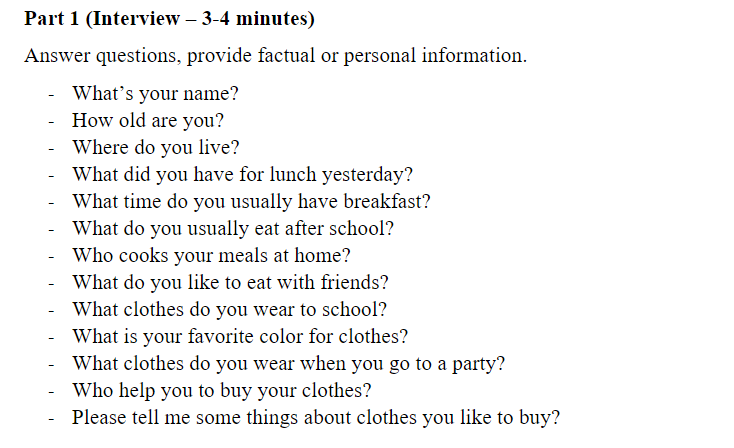 Part 1 (Interview – 3-4 minutes)
Answer questions, provide factual or personal information.
- What’s your name?
- How old are you?
- Where do you live?
- What did you have for lunch yesterday?
- What time do you usually have breakfast?
- What do you usually eat after school?
- Who cooks your meals at home?
- What do you like to eat with friends?
- What clothes do you wear to school?
- What is your favorite color for clothes?
- What clothes do you wear when you go to a party?
- Who help you to buy your clothes?
- Please tell me some things about clothes you like to buy?